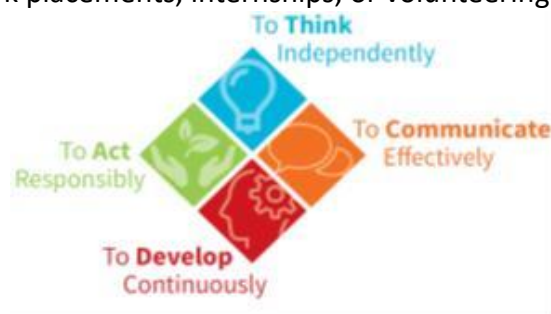 placements, internships, or volunteering
To Think
Independently
To Communicate
Effectively
To Act
Responsibly
To Develop
Continuously